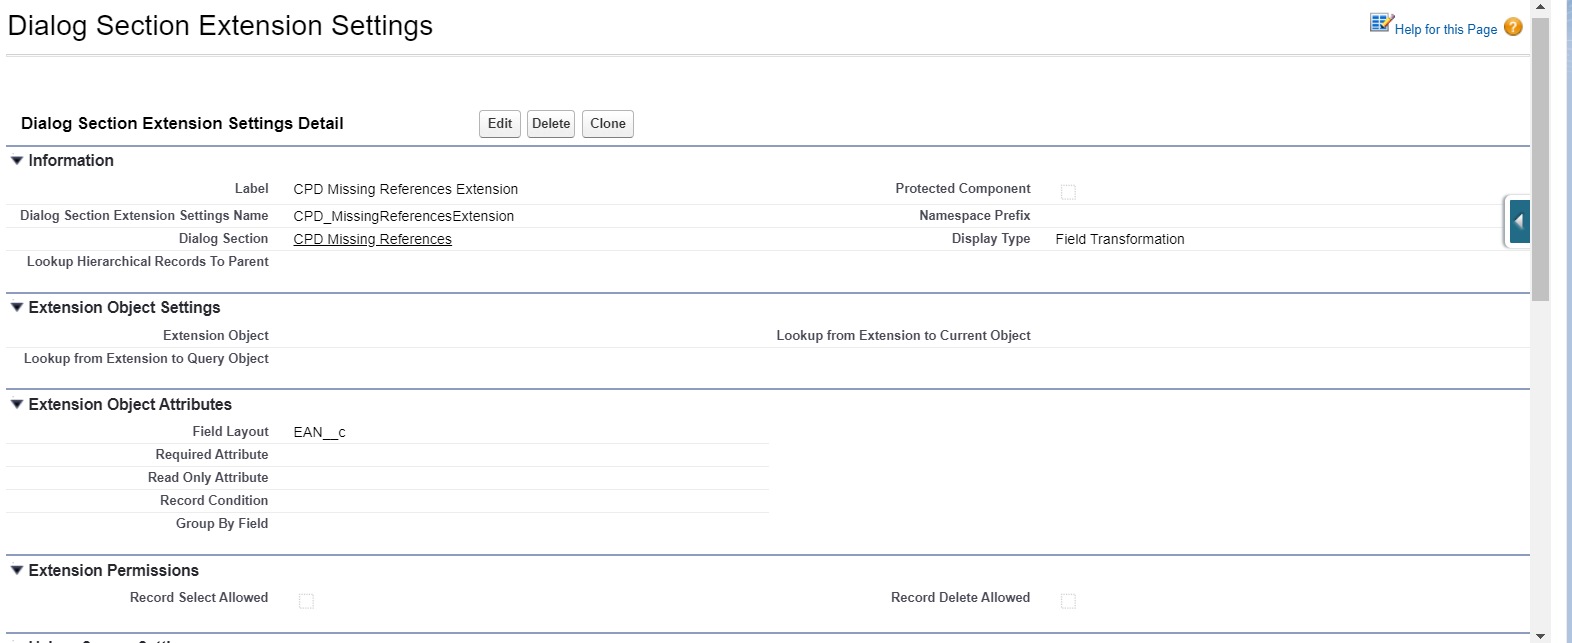 Dialog Section Extension Settings
Help for this Page ?
Dialog Section Extension Settings Detail Edit Delete Clone
Information
Label CPD Missing References Extension Protected Component
Dialog Section Extension Settings Name CPD_MissingReferencesExtension Namespace Prefix
Dialog Section CPD Missing References Display Type Field Transformation
Lookup Hierarchical Records To Parent
Extension Object Settings
Extension Object Lookup from Extension to Current Object
Lookup from Extension to Query Object
Extension Object Attributes
Field Layout EAN__c
Required Attribute
Read Only Attribute
Record Condition
Group By Field
Extension Permissions
Record Select Allowed Record Delete Allowed